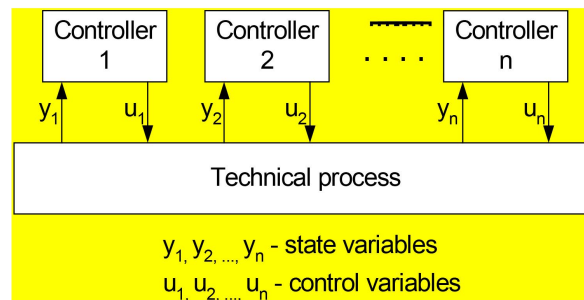 Controller 1
Controller 2
. . . .
Controller n
y₁ u₁ y₂ u₂ yₙ uₙ
Technical process
y₁, y₂, ..., yₙ - state variables
u₁, u₂, ..., uₙ - control variables